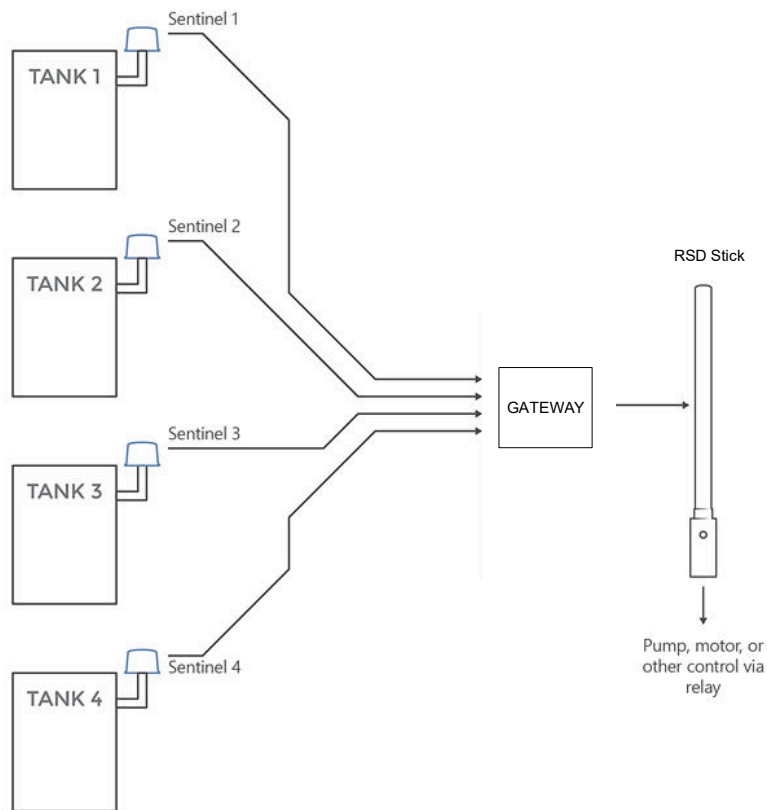 Sentinel 1
TANK 1
Sentinel 2
TANK 2
RSD Stick
GATEWAY
Sentinel 3
TANK 3
Pump, motor, or
other control via
relay
Sentinel 4
TANK 4